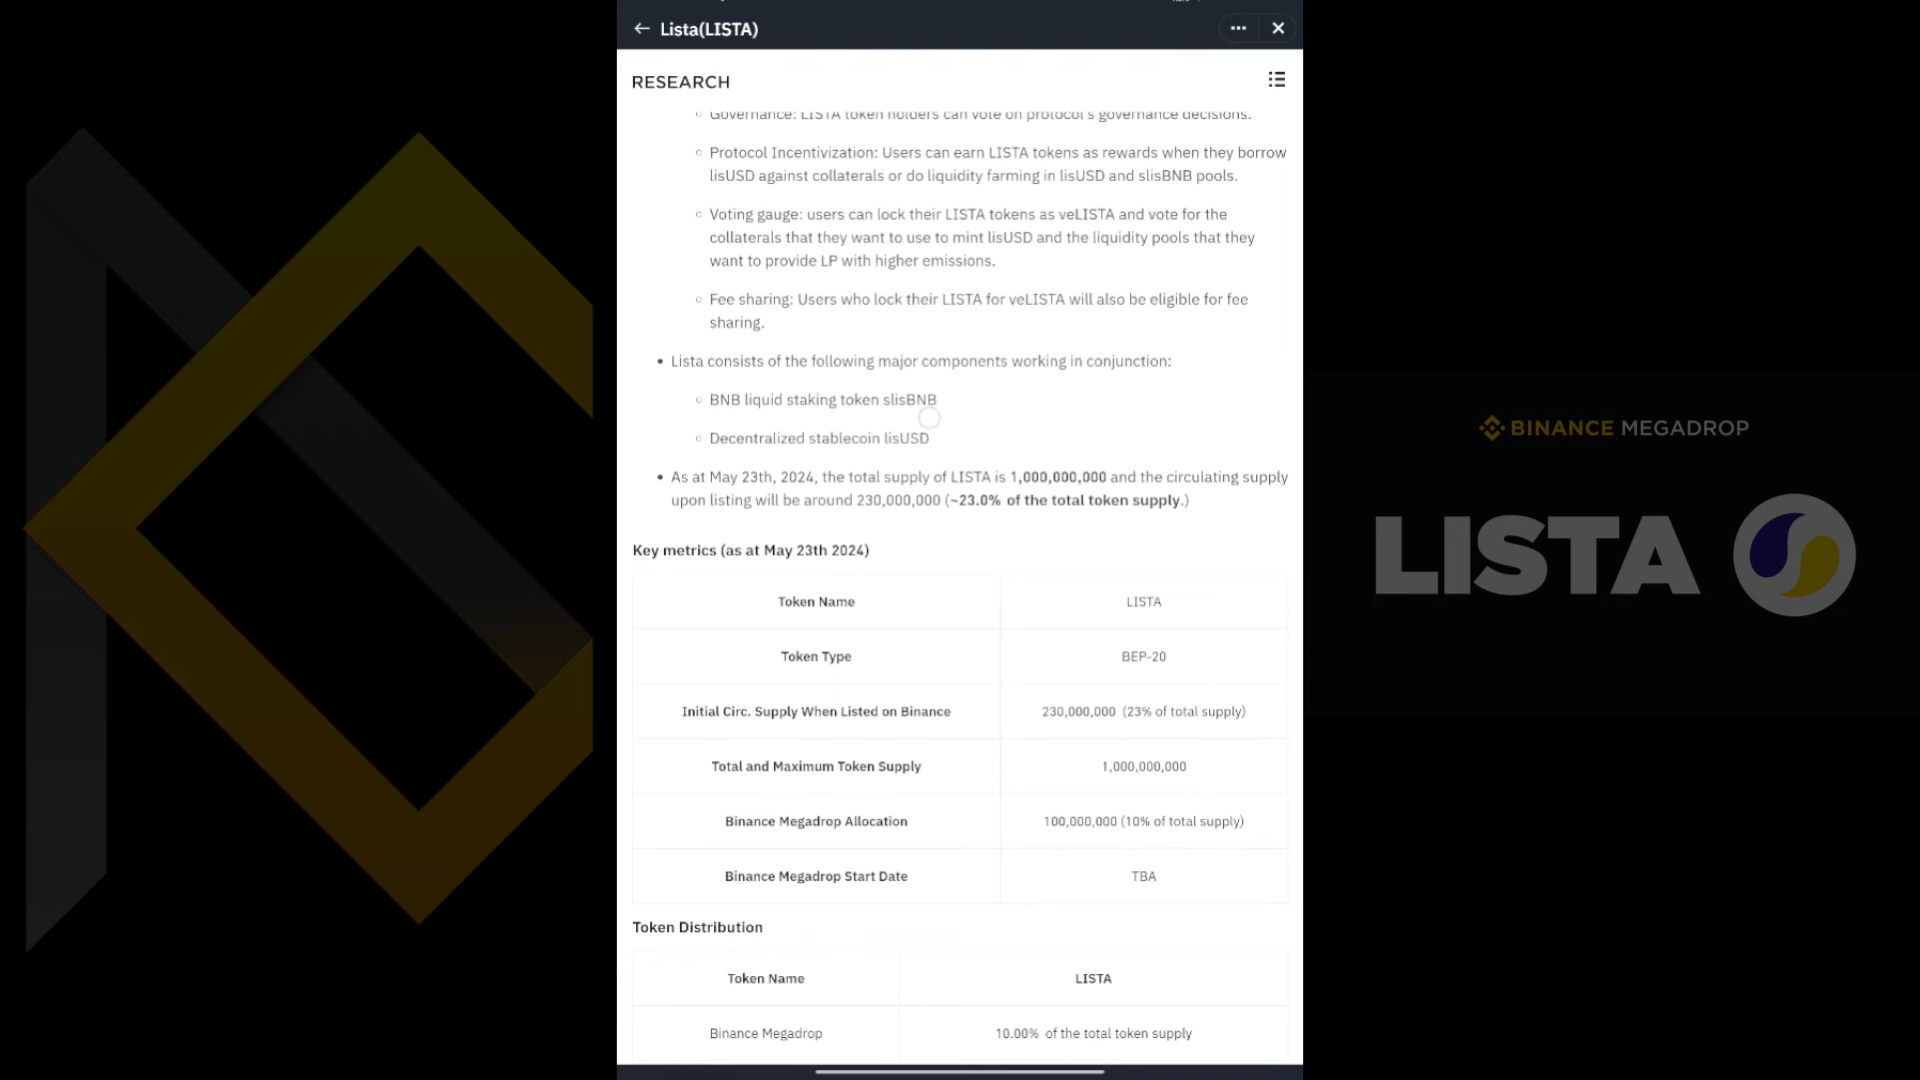 Lista(LISTA)
RESEARCH
Governance: LISTA token holders can vote on protocol's governance decisions.
Protocol Incentivization: Users can earn LISTA tokens as rewards when they borrow
lisUSD against collaterals or do liquidity farming in lisUSD and slisBNB pools.
Voting gauge: users can lock their LISTA tokens as veLISTA and vote for the
collaterals that they want to use to mint lisUSD and the liquidity pools that they
want to provide LP with higher emissions.
Fee sharing: Users who lock their LISTA for veLISTA will also be eligible for fee
sharing.
Lista consists of the following major components working in conjunction:
BNB liquid staking token slisBNB
Decentralized stablecoin lisUSD
As at May 23th, 2024, the total supply of LISTA is 1,000,000,000 and the circulating supply
upon listing will be around 230,000,000 (~23.0% of the total token supply.)
Key metrics (as at May 23th 2024)
Token Name LISTA
Token Type BEP-20
Initial Circ. Supply When Listed on Binance 230,000,000 (23% of total supply)
Total and Maximum Token Supply 1,000,000,000
Binance Megadrop Allocation 100,000,000 (10% of total supply)
Binance Megadrop Start Date TBA
Token Distribution
Token Name LISTA
Binance Megadrop 10.00% of the total token supply
BINANCE MEGADROP
LISTA